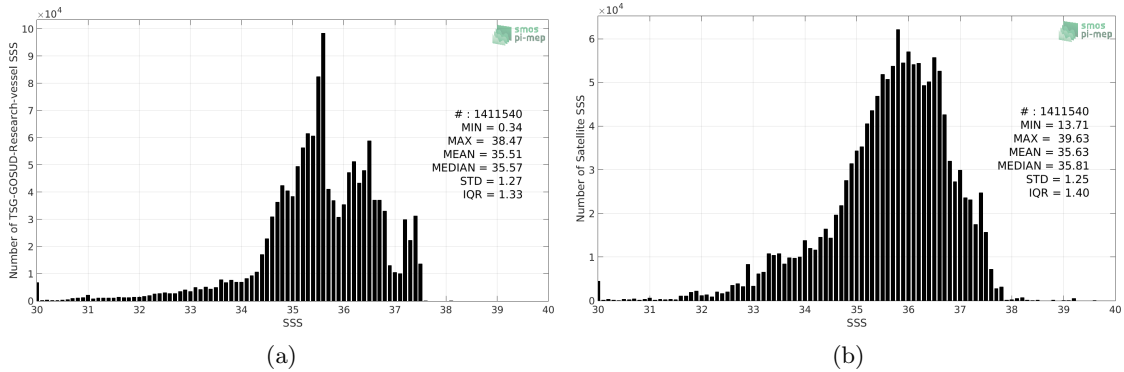 ×10⁴
Number of TSG-GOSUD-Research-vessel SSS
10
9
8
7
6
5
4
3
2
1
0
30 31 32 33 34 35 36 37 38 39 40
SSS
smos
pi-mep
# : 1411540
MIN = 0.34
MAX = 38.47
MEAN = 35.51
MEDIAN = 35.57
STD = 1.27
IQR = 1.33
(a)
×10⁴
Number of Satellite SSS
6
5
4
3
2
1
0
30 31 32 33 34 35 36 37 38 39 40
SSS
smos
pi-mep
# : 1411540
MIN = 13.71
MAX = 39.63
MEAN = 35.63
MEDIAN = 35.81
STD = 1.25
IQR = 1.40
(b)